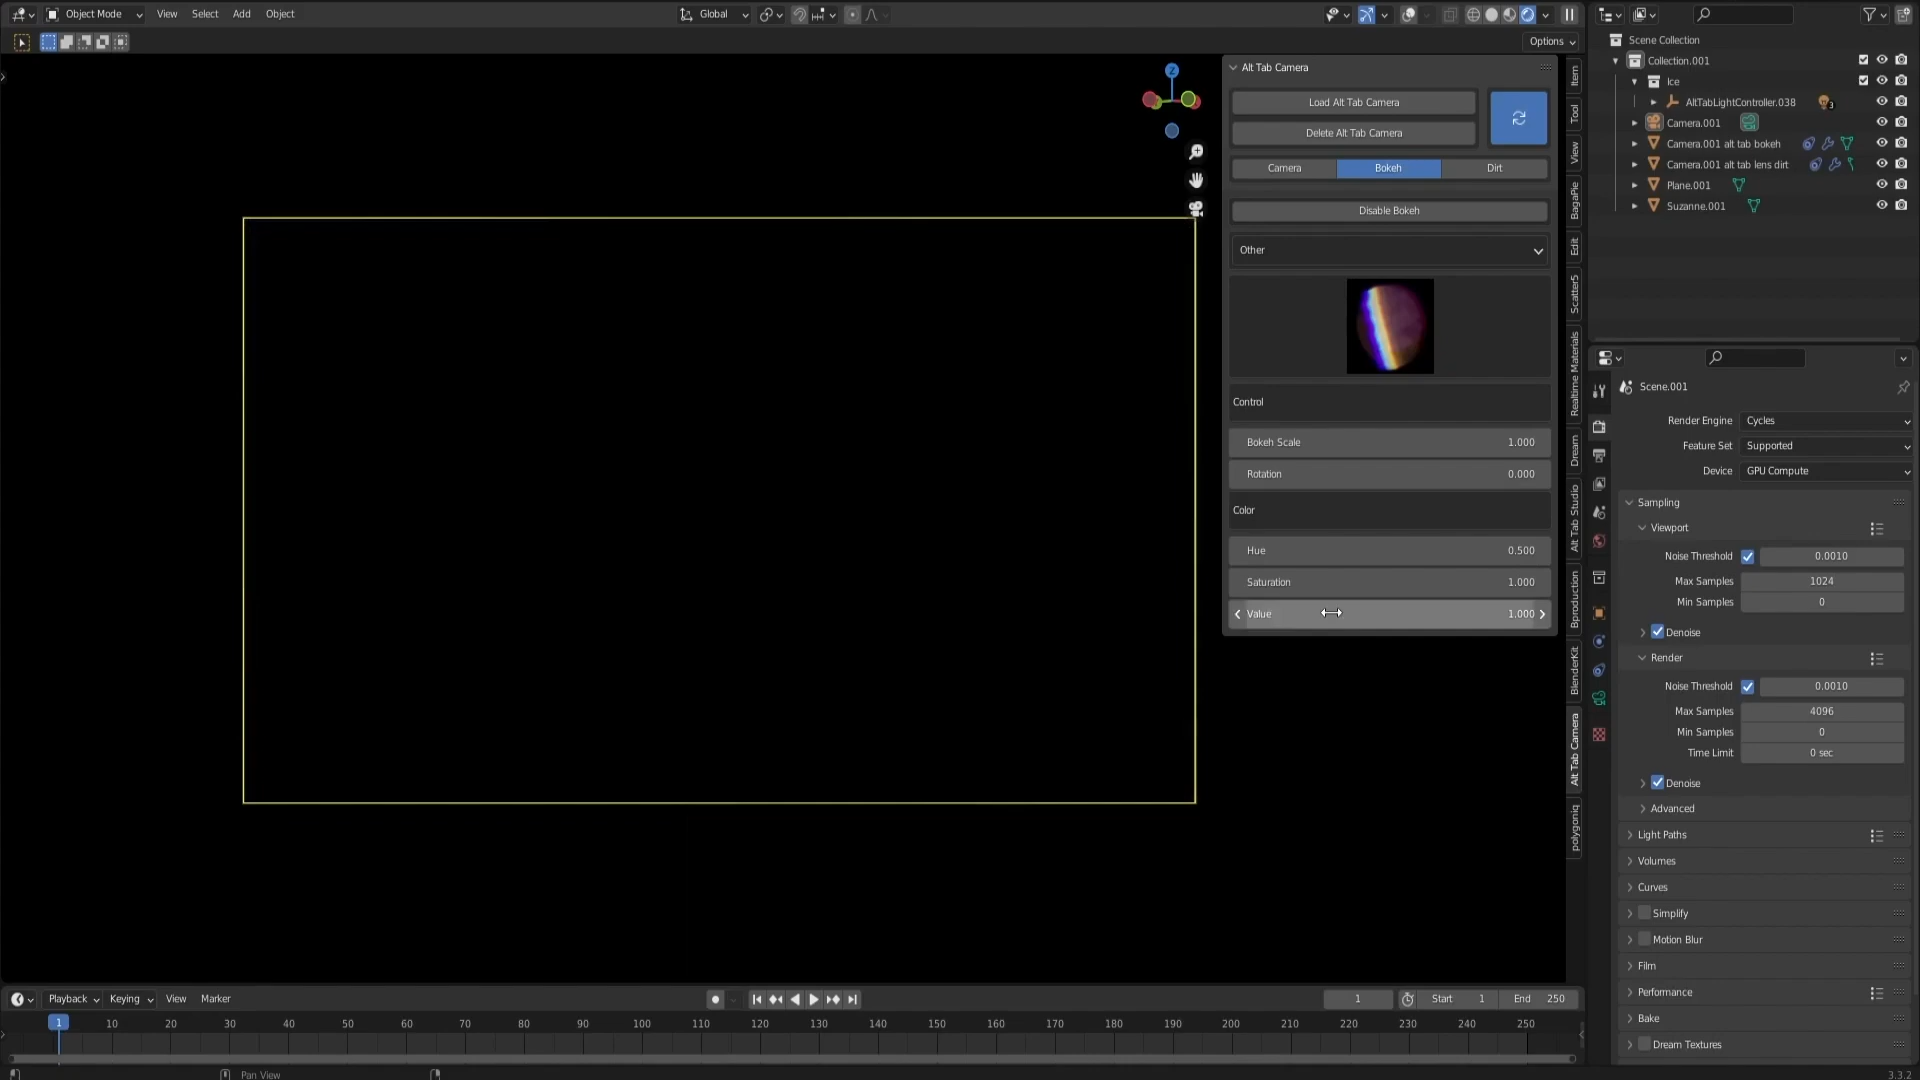 Object Mode View Select Add Object Global
Options
Alt Tab Camera
Load Alt Tab Camera
Delete Alt Tab Camera
Camera Bokeh Dirt
Disable Bokeh
Other
Control
Bokeh Scale 1.000
Rotation 0.000
Color
Hue 0.500
Saturation 1.000
Value 1.000
Z
Item
Tool
View
BagaPie
Edit
Scatter5
Realtime Materials
Dream
Alt Tab Studio
Bproduction
BlenderKit
Alt Tab Camera
polygoniq
Scene Collection
Collection.001
Ice
AltTabLightController.038 3
Camera.001
Camera.001 alt tab bokeh
Camera.001 alt tab lens dirt
Plane.001
Suzanne.001
Scene.001
Render Engine Cycles
Feature Set Supported
Device GPU Compute
Sampling
Viewport
Noise Threshold 0.0010
Max Samples 1024
Min Samples 0
Denoise
Render
Noise Threshold 0.0010
Max Samples 4096
Min Samples 0
Time Limit 0 sec
Denoise
Advanced
Light Paths
Volumes
Curves
Simplify
Motion Blur
Film
Performance
Bake
Dream Textures
Playback Keying View Marker 1 Start 1 End 250
1 10 20 30 40 50 60 70 80 90 100 110 120 130 140 150 160 170 180 190 200 210 220 230 240 250
Pan View 3.3.2